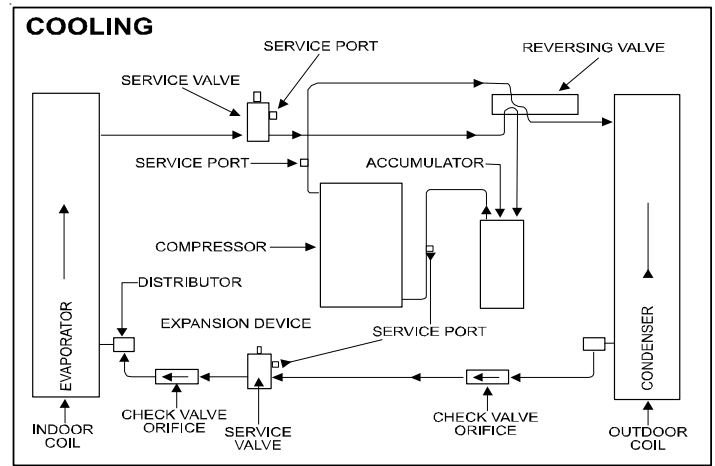 COOLING
SERVICE PORT
REVERSING VALVE
SERVICE VALVE
SERVICE PORT
ACCUMULATOR
COMPRESSOR
DISTRIBUTOR
EXPANSION DEVICE
SERVICE PORT
EVAPORATOR
CONDENSER
CHECK VALVE
ORIFICE
CHECK VALVE
ORIFICE
INDOOR
COIL
SERVICE
VALVE
OUTDOOR
COIL